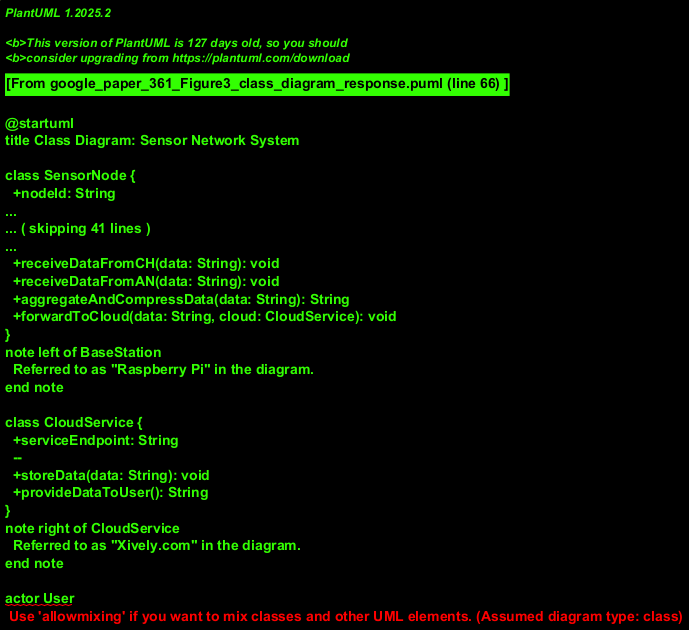 PlantUML 1.2025.2
<b>This version of PlantUML is 127 days old, so you should
<b>consider upgrading from https://plantuml.com/download
[From google_paper_361_Figure3_class_diagram_response.puml (line 66) ]
@startuml
title Class Diagram: Sensor Network System
class SensorNode {
+nodeId: String
...
... ( skipping 41 lines )
...
+receiveDataFromCH(data: String): void
+receiveDataFromAN(data: String): void
+aggregateAndCompressData(data: String): String
+forwardToCloud(data: String, cloud: CloudService): void
}
note left of BaseStation
Referred to as "Raspberry Pi" in the diagram.
end note
class CloudService {
+serviceEndpoint: String
--
+storeData(data: String): void
+provideDataToUser(): String
}
note right of CloudService
Referred to as "Xively.com" in the diagram.
end note
actor User
Use 'allowmixing' if you want to mix classes and other UML elements. (Assumed diagram type: class)